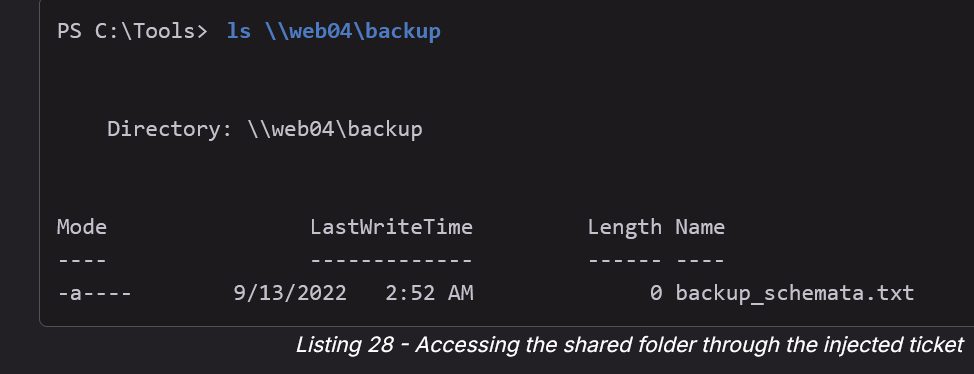 PS C:\Tools> ls \\web04\backup
Directory: \\web04\backup
Mode LastWriteTime Length Name
---- ------------- ------ ----
-a---- 9/13/2022 2:52 AM 0 backup_schemata.txt
Listing 28 - Accessing the shared folder through the injected ticket